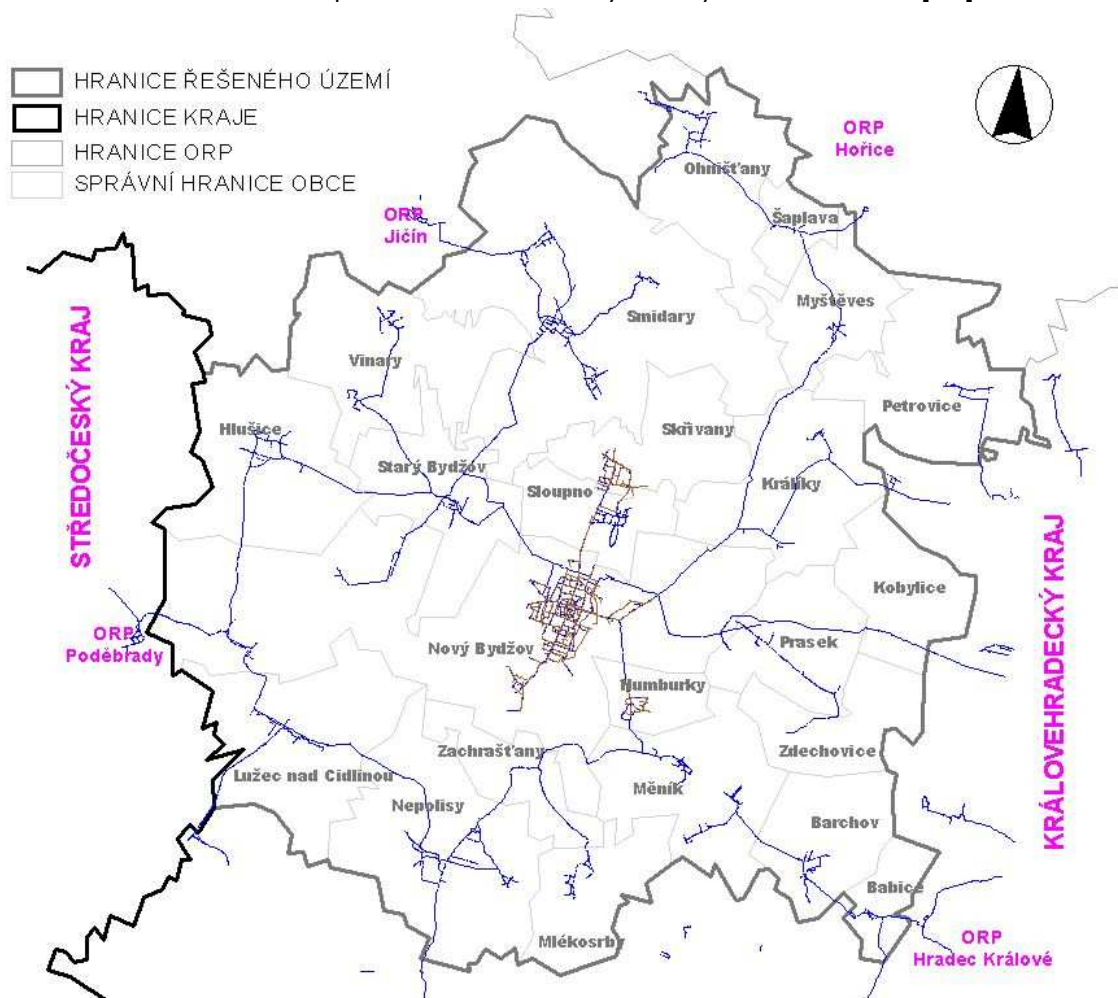 HRANICE ŘEŠENÉHO ÚZEMÍ
HRANICE KRAJE
HRANICE ORP
SPRÁVNÍ HRANICE OBCE
ORP
Hořice
Ohnišťany
ORP
Jičín
Šaplava
Myštěves
Smidary
STŘEDOČESKÝ KRAJ
Vinary
Petrovice
Hlušice
Skřivany
Starý Bydžov
Sloupno
Králíky
KRÁLOVEHRADECKÝ KRAJ
Kobylice
ORP
Poděbrady
Nový Bydžov
Prasek
Humburky
Zachrašťany
Zdechovice
Lužec nad Cidlinou
Měník
Nepolisy
Barchov
Babice
Mlékosrby
ORP
Hradec Králové